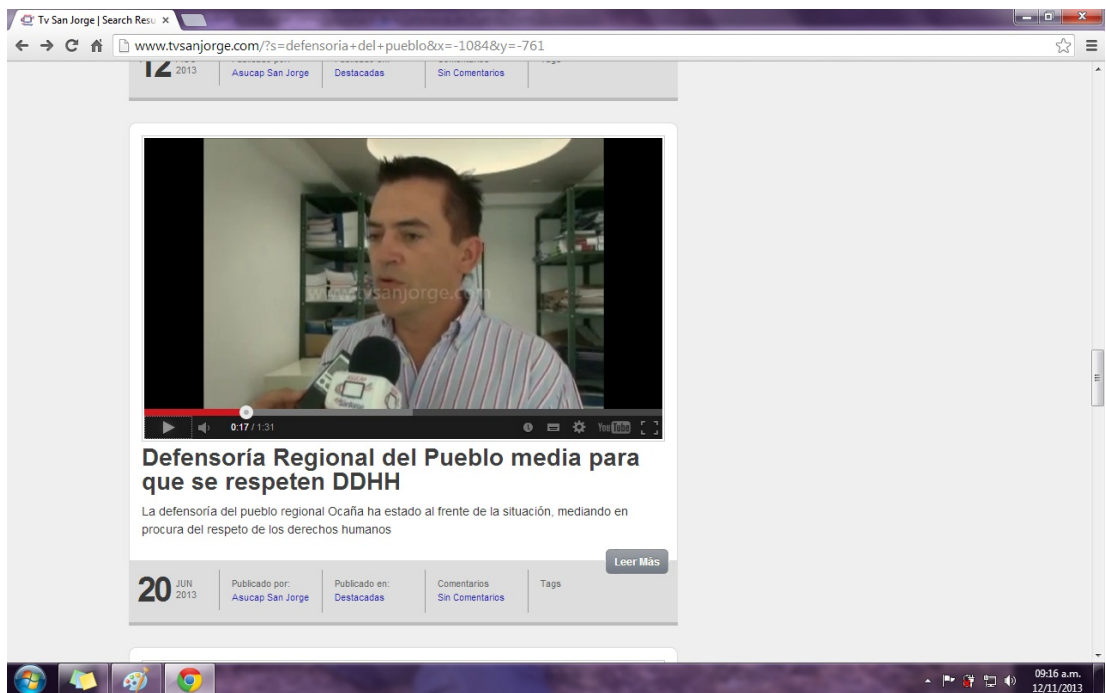 Tv San Jorge | Search Resu
www.tvsanjorge.com/?s=defensoria+del+pueblo&x=-1084&y=-761
12 2013 Asucap San Jorge Destacadas Sin Comentarios
www.tvsanjorge.com
0:17 / 1:31 You Tube
Defensoría Regional del Pueblo media para
que se respeten DDHH
La defensoría del pueblo regional Ocaña ha estado al frente de la situación, mediando en
procura del respeto de los derechos humanos
Leer Más
20 JUN 2013
Publicado por: Asucap San Jorge
Publicado en: Destacadas
Comentarios Sin Comentarios
Tags
09:16 a.m.
12/11/2013